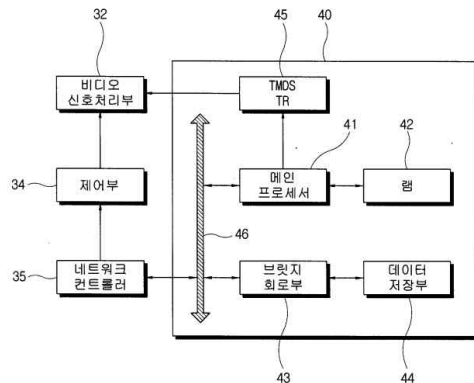 32
45
40
비디오
신호처리부
TMDS
TR
41
42
34
제어부
메인
프로세서
램
46
35
네트워크
컨트롤러
브릿지
회로부
데이터
저장부
43
44